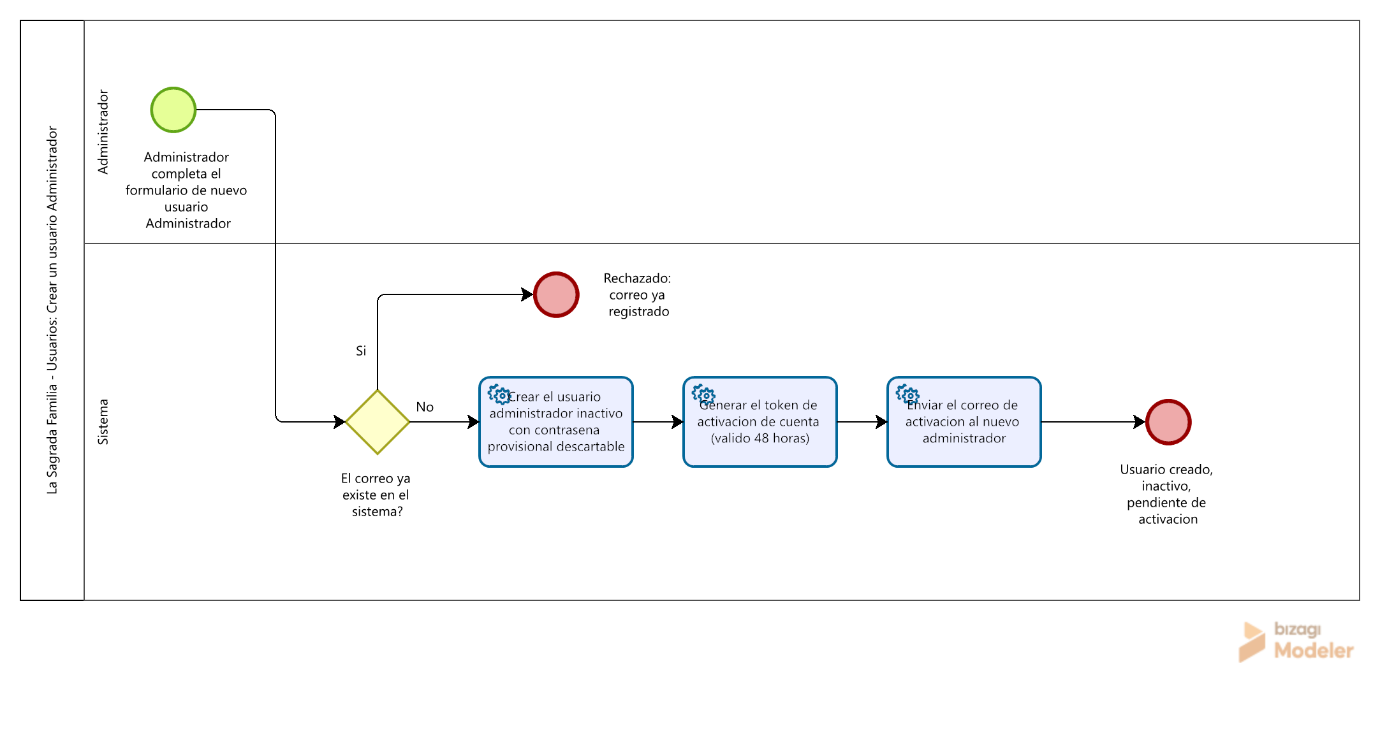 La Sagrada Familia - Usuarios: Crear un usuario Administrador
Administrador
Administrador
completa el
formulario de nuevo
usuario
Administrador
Sistema
Rechazado:
correo ya
registrado
Si
No
El correo ya
existe en el
sistema?
Crear el usuario
administrador inactivo
con contrasena
provisional descartable
Generar el token de
activacion de cuenta
(valido 48 horas)
Enviar el correo de
activacion al nuevo
administrador
Usuario creado,
inactivo,
pendiente de
activacion
bizagi
Modeler